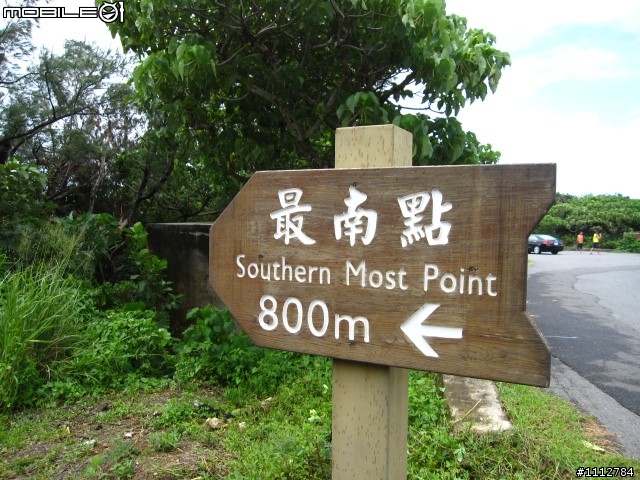 mobile01
最南點
Southern Most Point
800m
#1112784